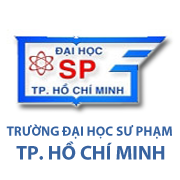 ĐẠI HỌC
SP
TP. HỒ CHÍ MINH
TRƯỜNG ĐẠI HỌC SƯ PHẠM
TP. HỒ CHÍ MINH